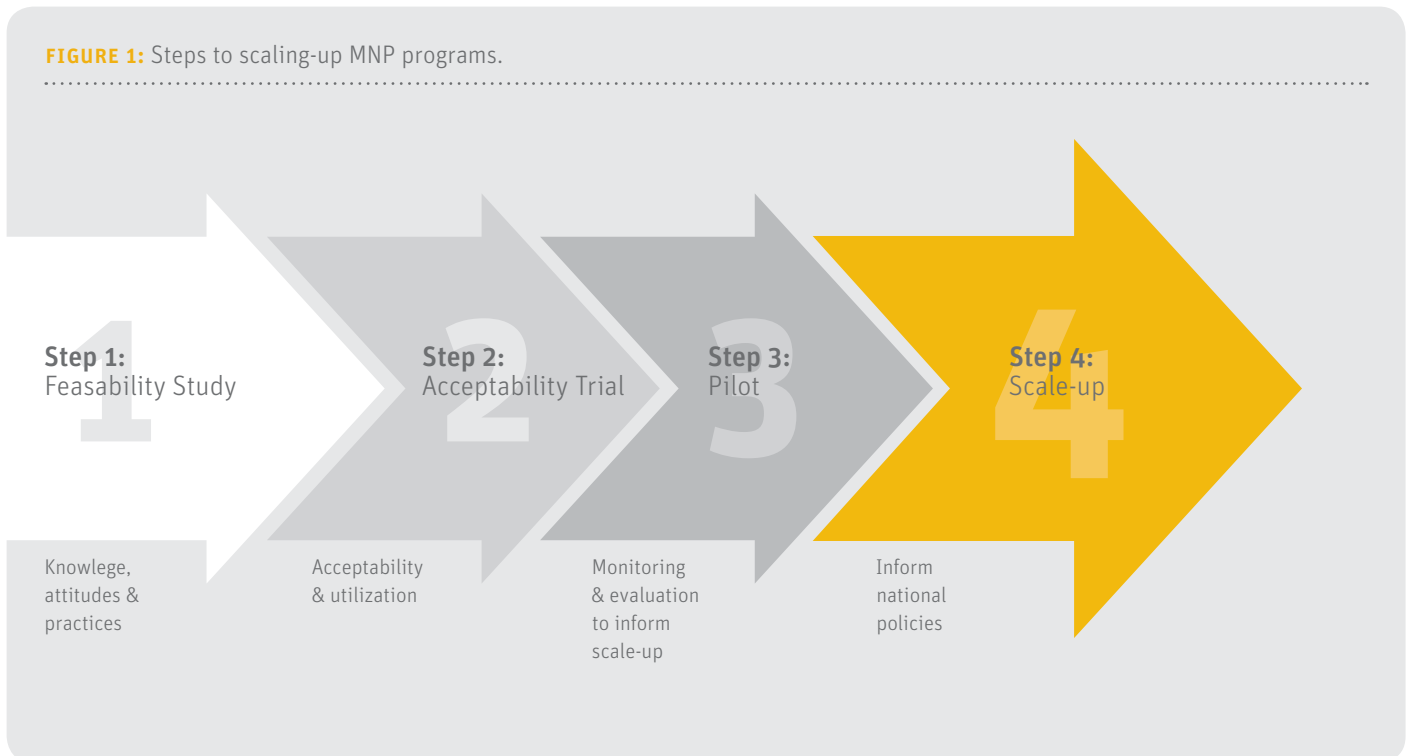 FIGURE 1: Steps to scaling-up MNP programs.
1
Step 1:
Feasability Study
Knowlege,
attitudes &
practices
2
Step 2:
Acceptability Trial
Acceptability
& utilization
3
Step 3:
Pilot
Monitoring
& evaluation
to inform
scale-up
4
Step 4:
Scale-up
Inform
national
policies